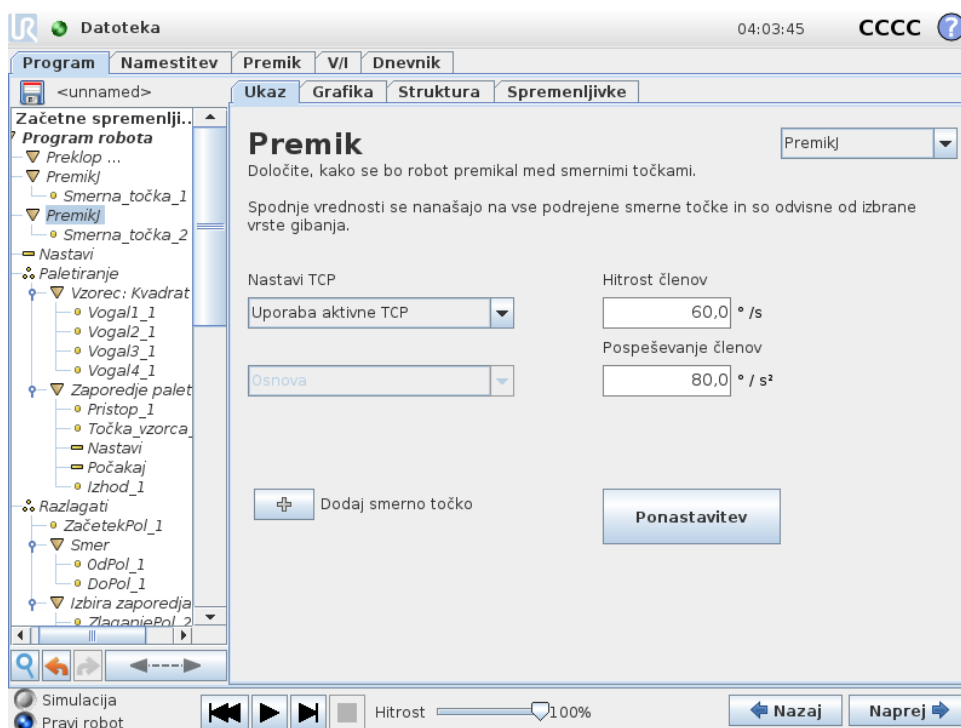 UR Datoteka 04:03:45 CCCC ?
Program Namestitev Premik V/I Dnevnik
<unnamed>
Ukaz Grafika Struktura Spremenljivke
Začetne spremenlji..
Program robota
Preklop ...
PremikJ
Smerna_točka_1
PremikJ
Smerna_točka_2
Nastavi
Paletiranje
Vzorec: Kvadrat
Vogal1_1
Vogal2_1
Vogal3_1
Vogal4_1
Zaporedje palet
Pristop_1
Točka_vzorca_
Nastavi
Počakaj
Izhod_1
Razlagati
ZačetekPol_1
Smer
OdPol_1
DoPol_1
Izbira zaporedja
ZlaganjePol_2
Premik
PremikJ
Določite, kako se bo robot premikal med smernimi točkami.
Spodnje vrednosti se nanašajo na vse podrejene smerne točke in so odvisne od izbrane
vrste gibanja.
Nastavi TCP
Uporaba aktivne TCP
Osnova
Hitrost členov
60,0 ° /s
Pospeševanje členov
80,0 ° / s²
Dodaj smerno točko
Ponastavitev
Simulacija
Pravi robot
Hitrost 100%
Nazaj
Naprej